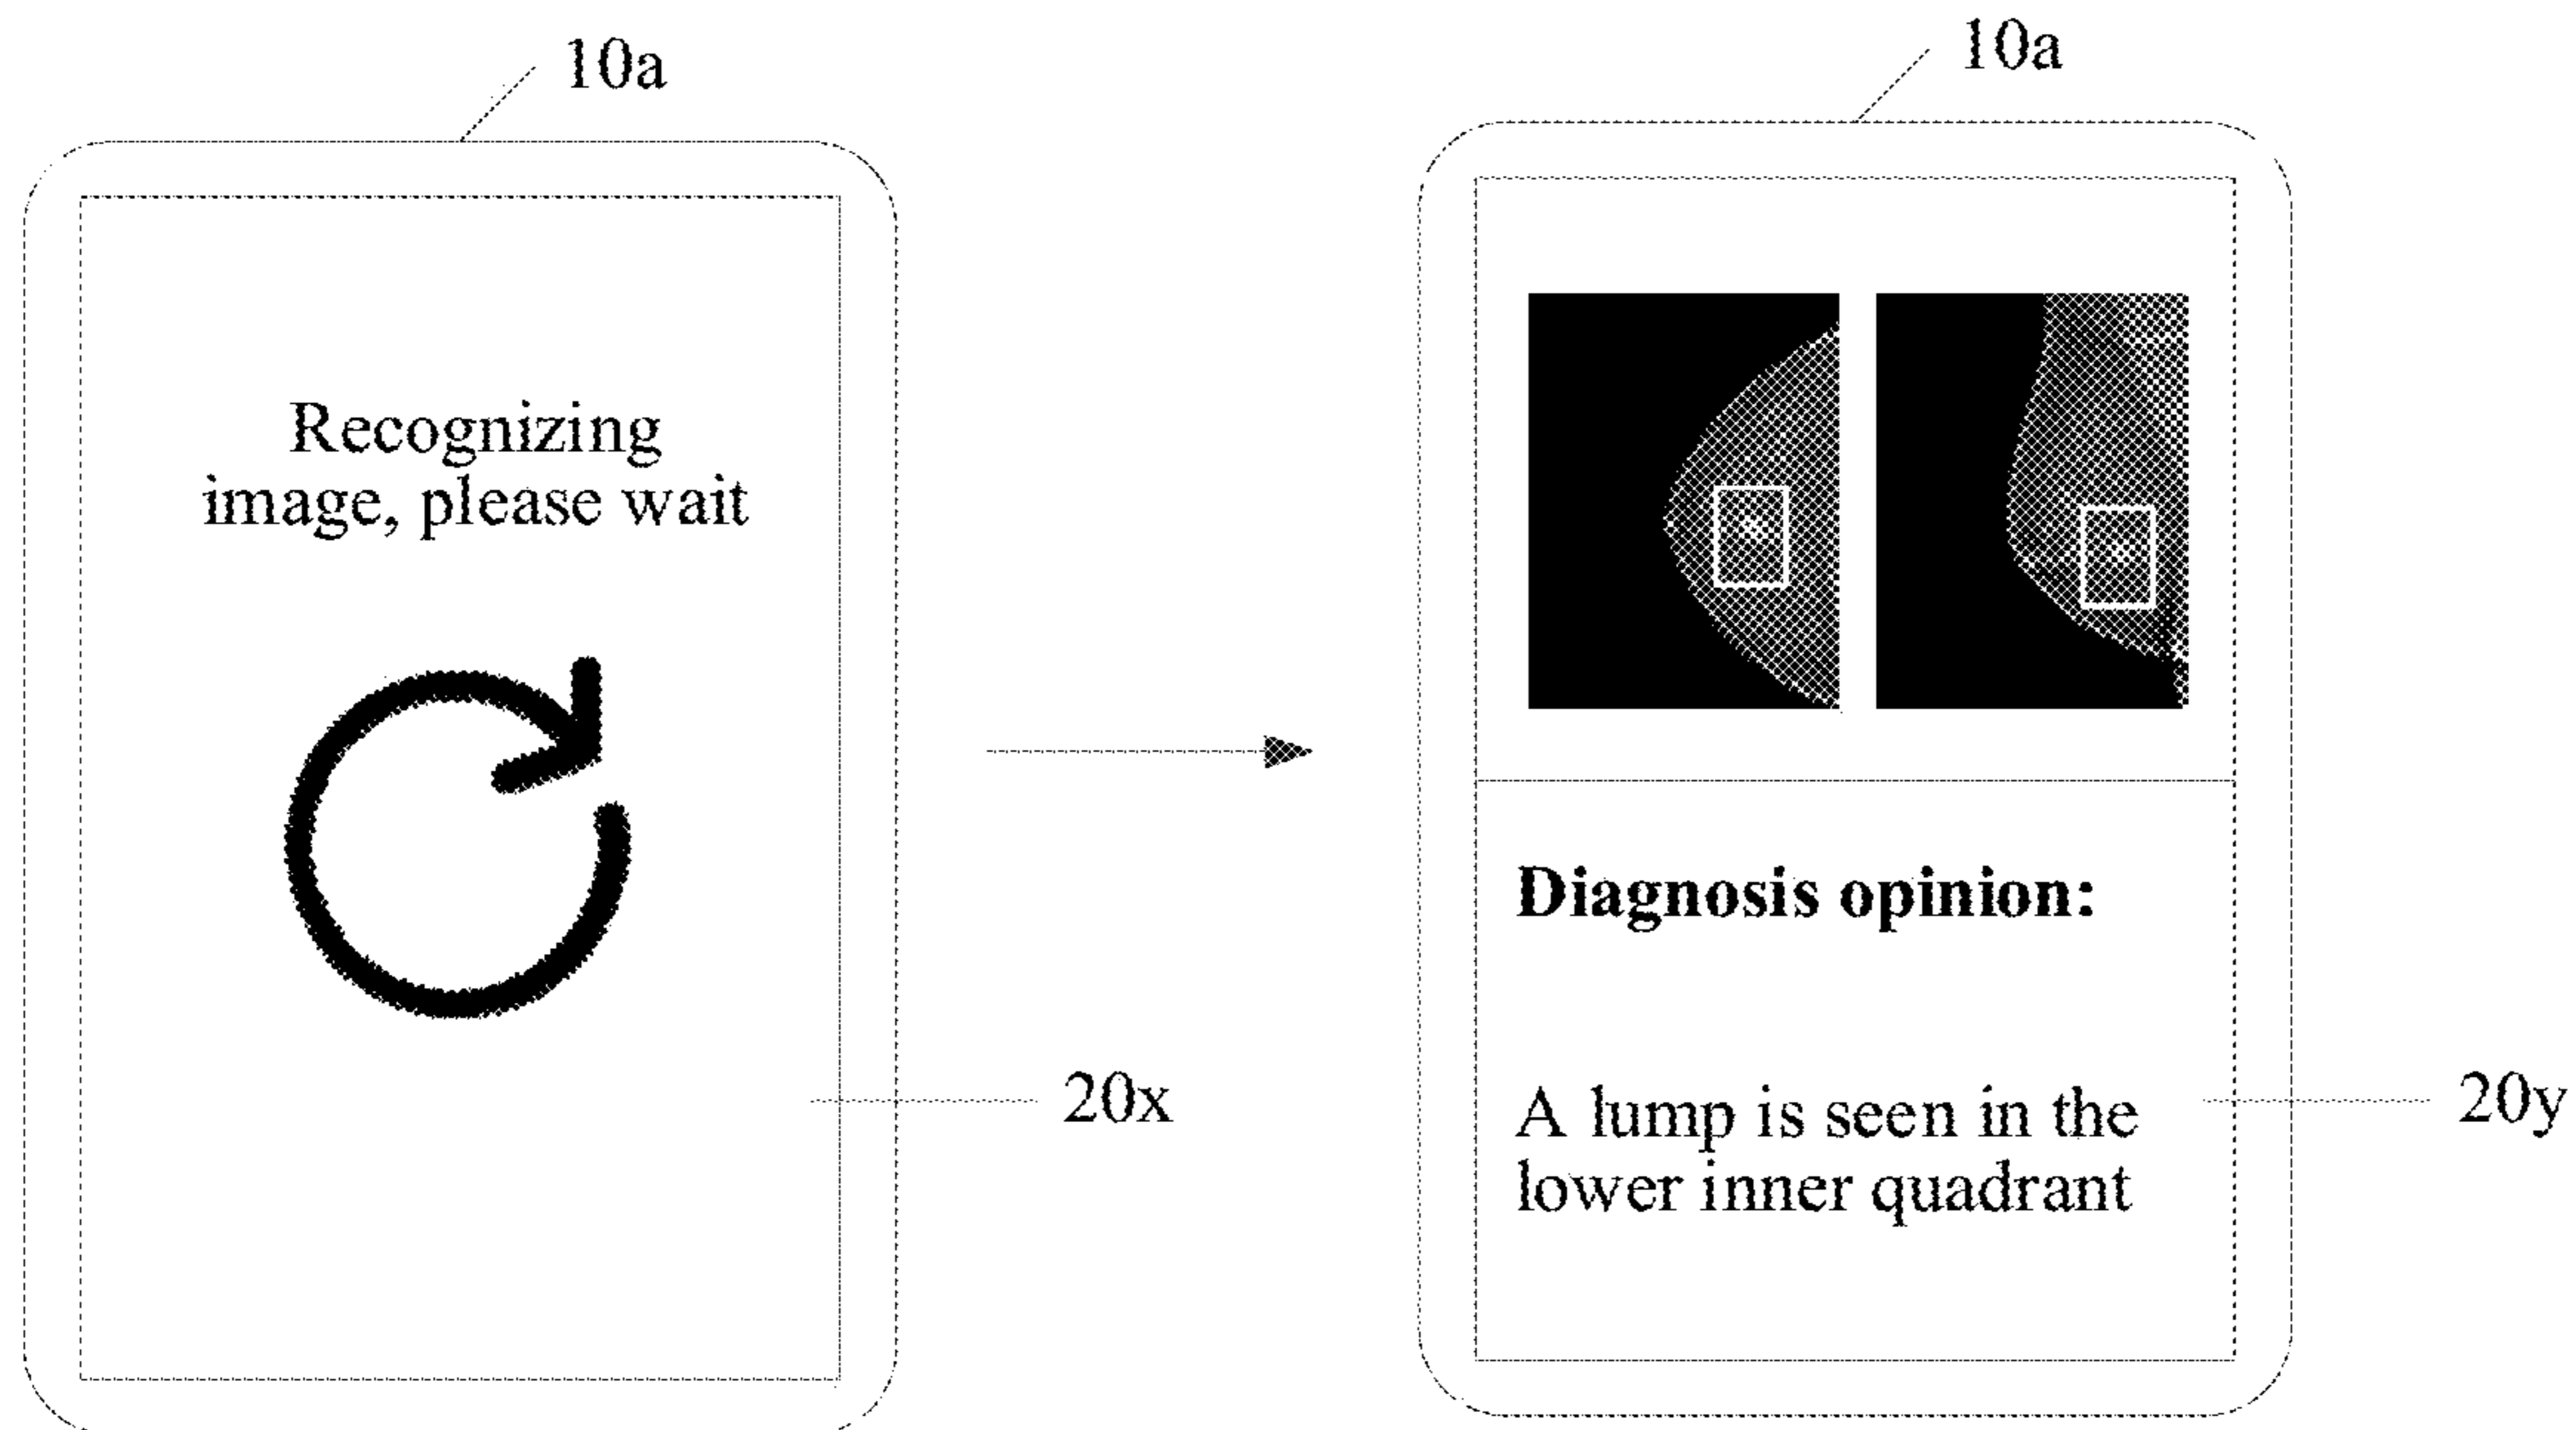 10a
Recognizing
image, please wait
20x
10a
Diagnosis opinion:
A lump is seen in the
lower inner quadrant
20y